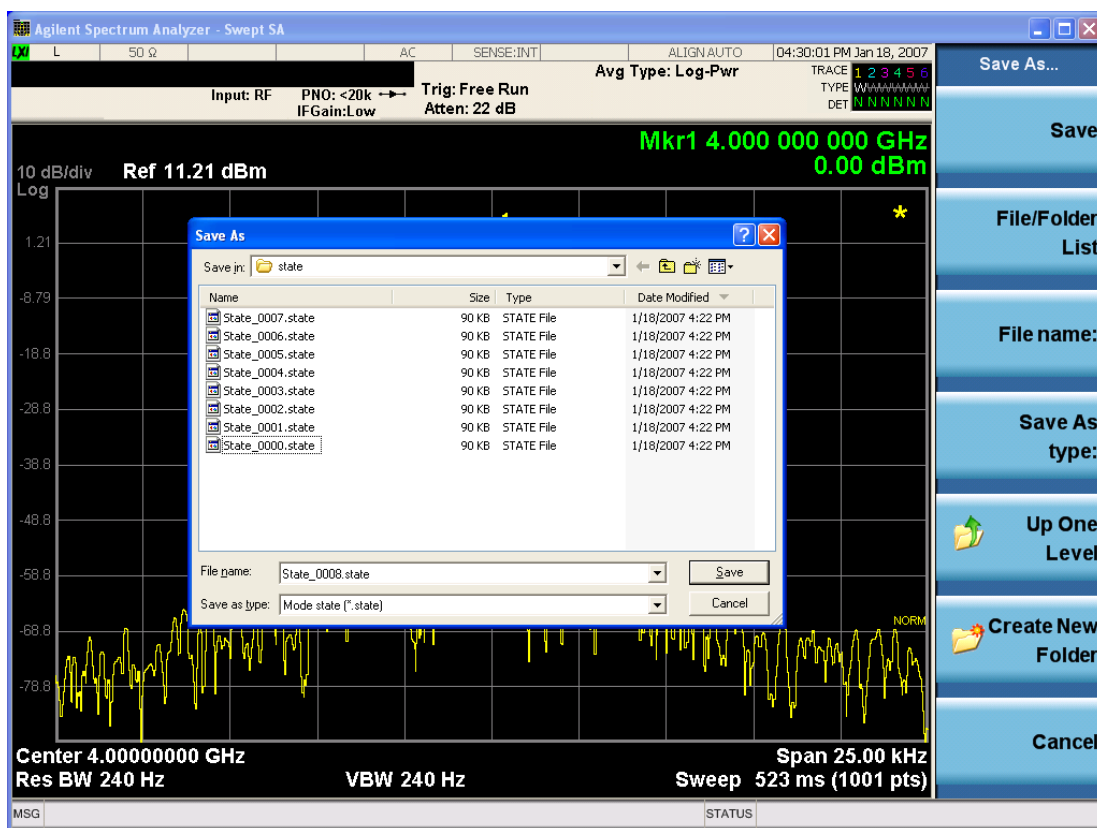 Agilent Spectrum Analyzer - Swept SA
LXI L 50 Ω AC SENSE:INT ALIGN AUTO 04:30:01 PM Jan 18, 2007
Input: RF PNO: <20k Trig: Free Run Avg Type: Log-Pwr TRACE 1 2 3 4 5 6
IFGain:Low Atten: 22 dB TYPE W
DET N N N N N N
Mkr1 4.000 000 000 GHz
0.00 dBm
10 dB/div Ref 11.21 dBm
Log
1.21
-8.79
-18.8
-28.8
-38.8
-48.8
-58.8
-68.8
-78.8
*
NORM
Save As
Save in: state
Name Size Type Date Modified
State_0007.state 90 KB STATE File 1/18/2007 4:22 PM
State_0006.state 90 KB STATE File 1/18/2007 4:22 PM
State_0005.state 90 KB STATE File 1/18/2007 4:22 PM
State_0004.state 90 KB STATE File 1/18/2007 4:22 PM
State_0003.state 90 KB STATE File 1/18/2007 4:22 PM
State_0002.state 90 KB STATE File 1/18/2007 4:22 PM
State_0001.state 90 KB STATE File 1/18/2007 4:22 PM
State_0000.state 90 KB STATE File 1/18/2007 4:22 PM
File name: State_0008.state Save
Save as type: Mode state (*.state) Cancel
Center 4.00000000 GHz Span 25.00 kHz
Res BW 240 Hz VBW 240 Hz Sweep 523 ms (1001 pts)
MSG STATUS
Save As...
Save
File/Folder
List
File name:
Save As
type:
Up One
Level
Create New
Folder
Cancel